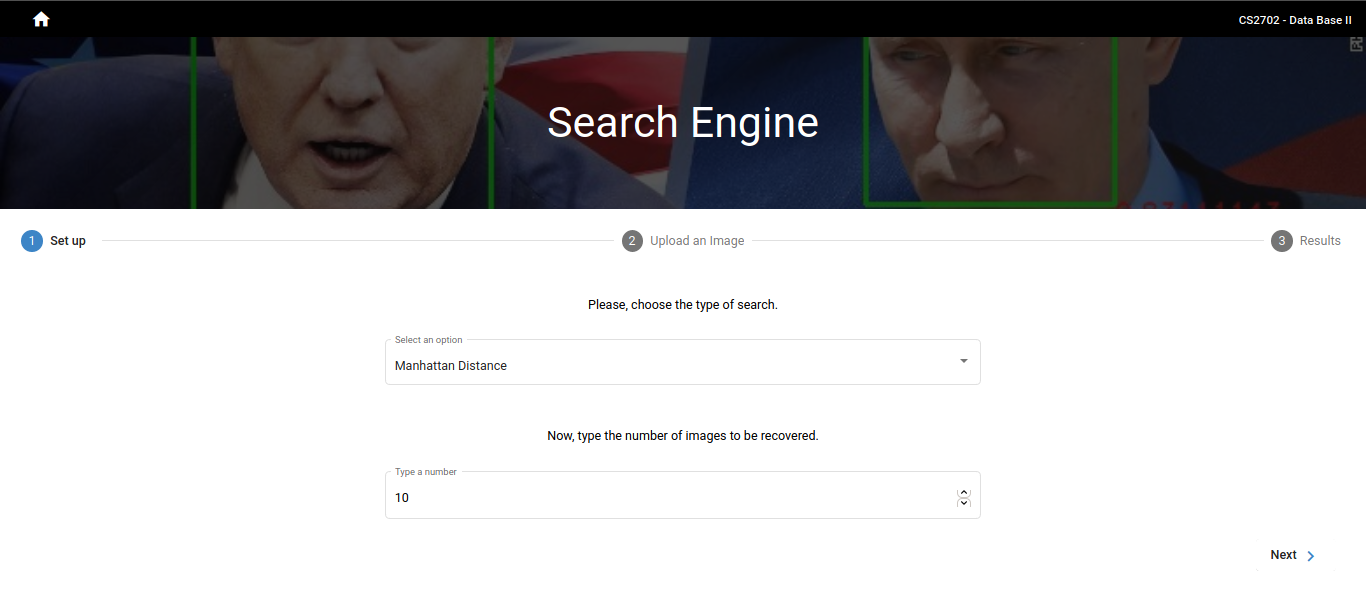 CS2702 - Data Base II
Search Engine
1 Set up
2 Upload an Image
3 Results
Please, choose the type of search.
Select an option
Manhattan Distance
Now, type the number of images to be recovered.
Type a number
10
Next